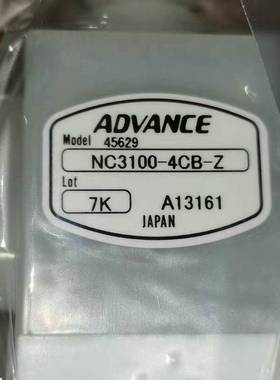 ADVANCE
Model 45629
NC3100-4CB-Z
Lot
7K A13161
JAPAN